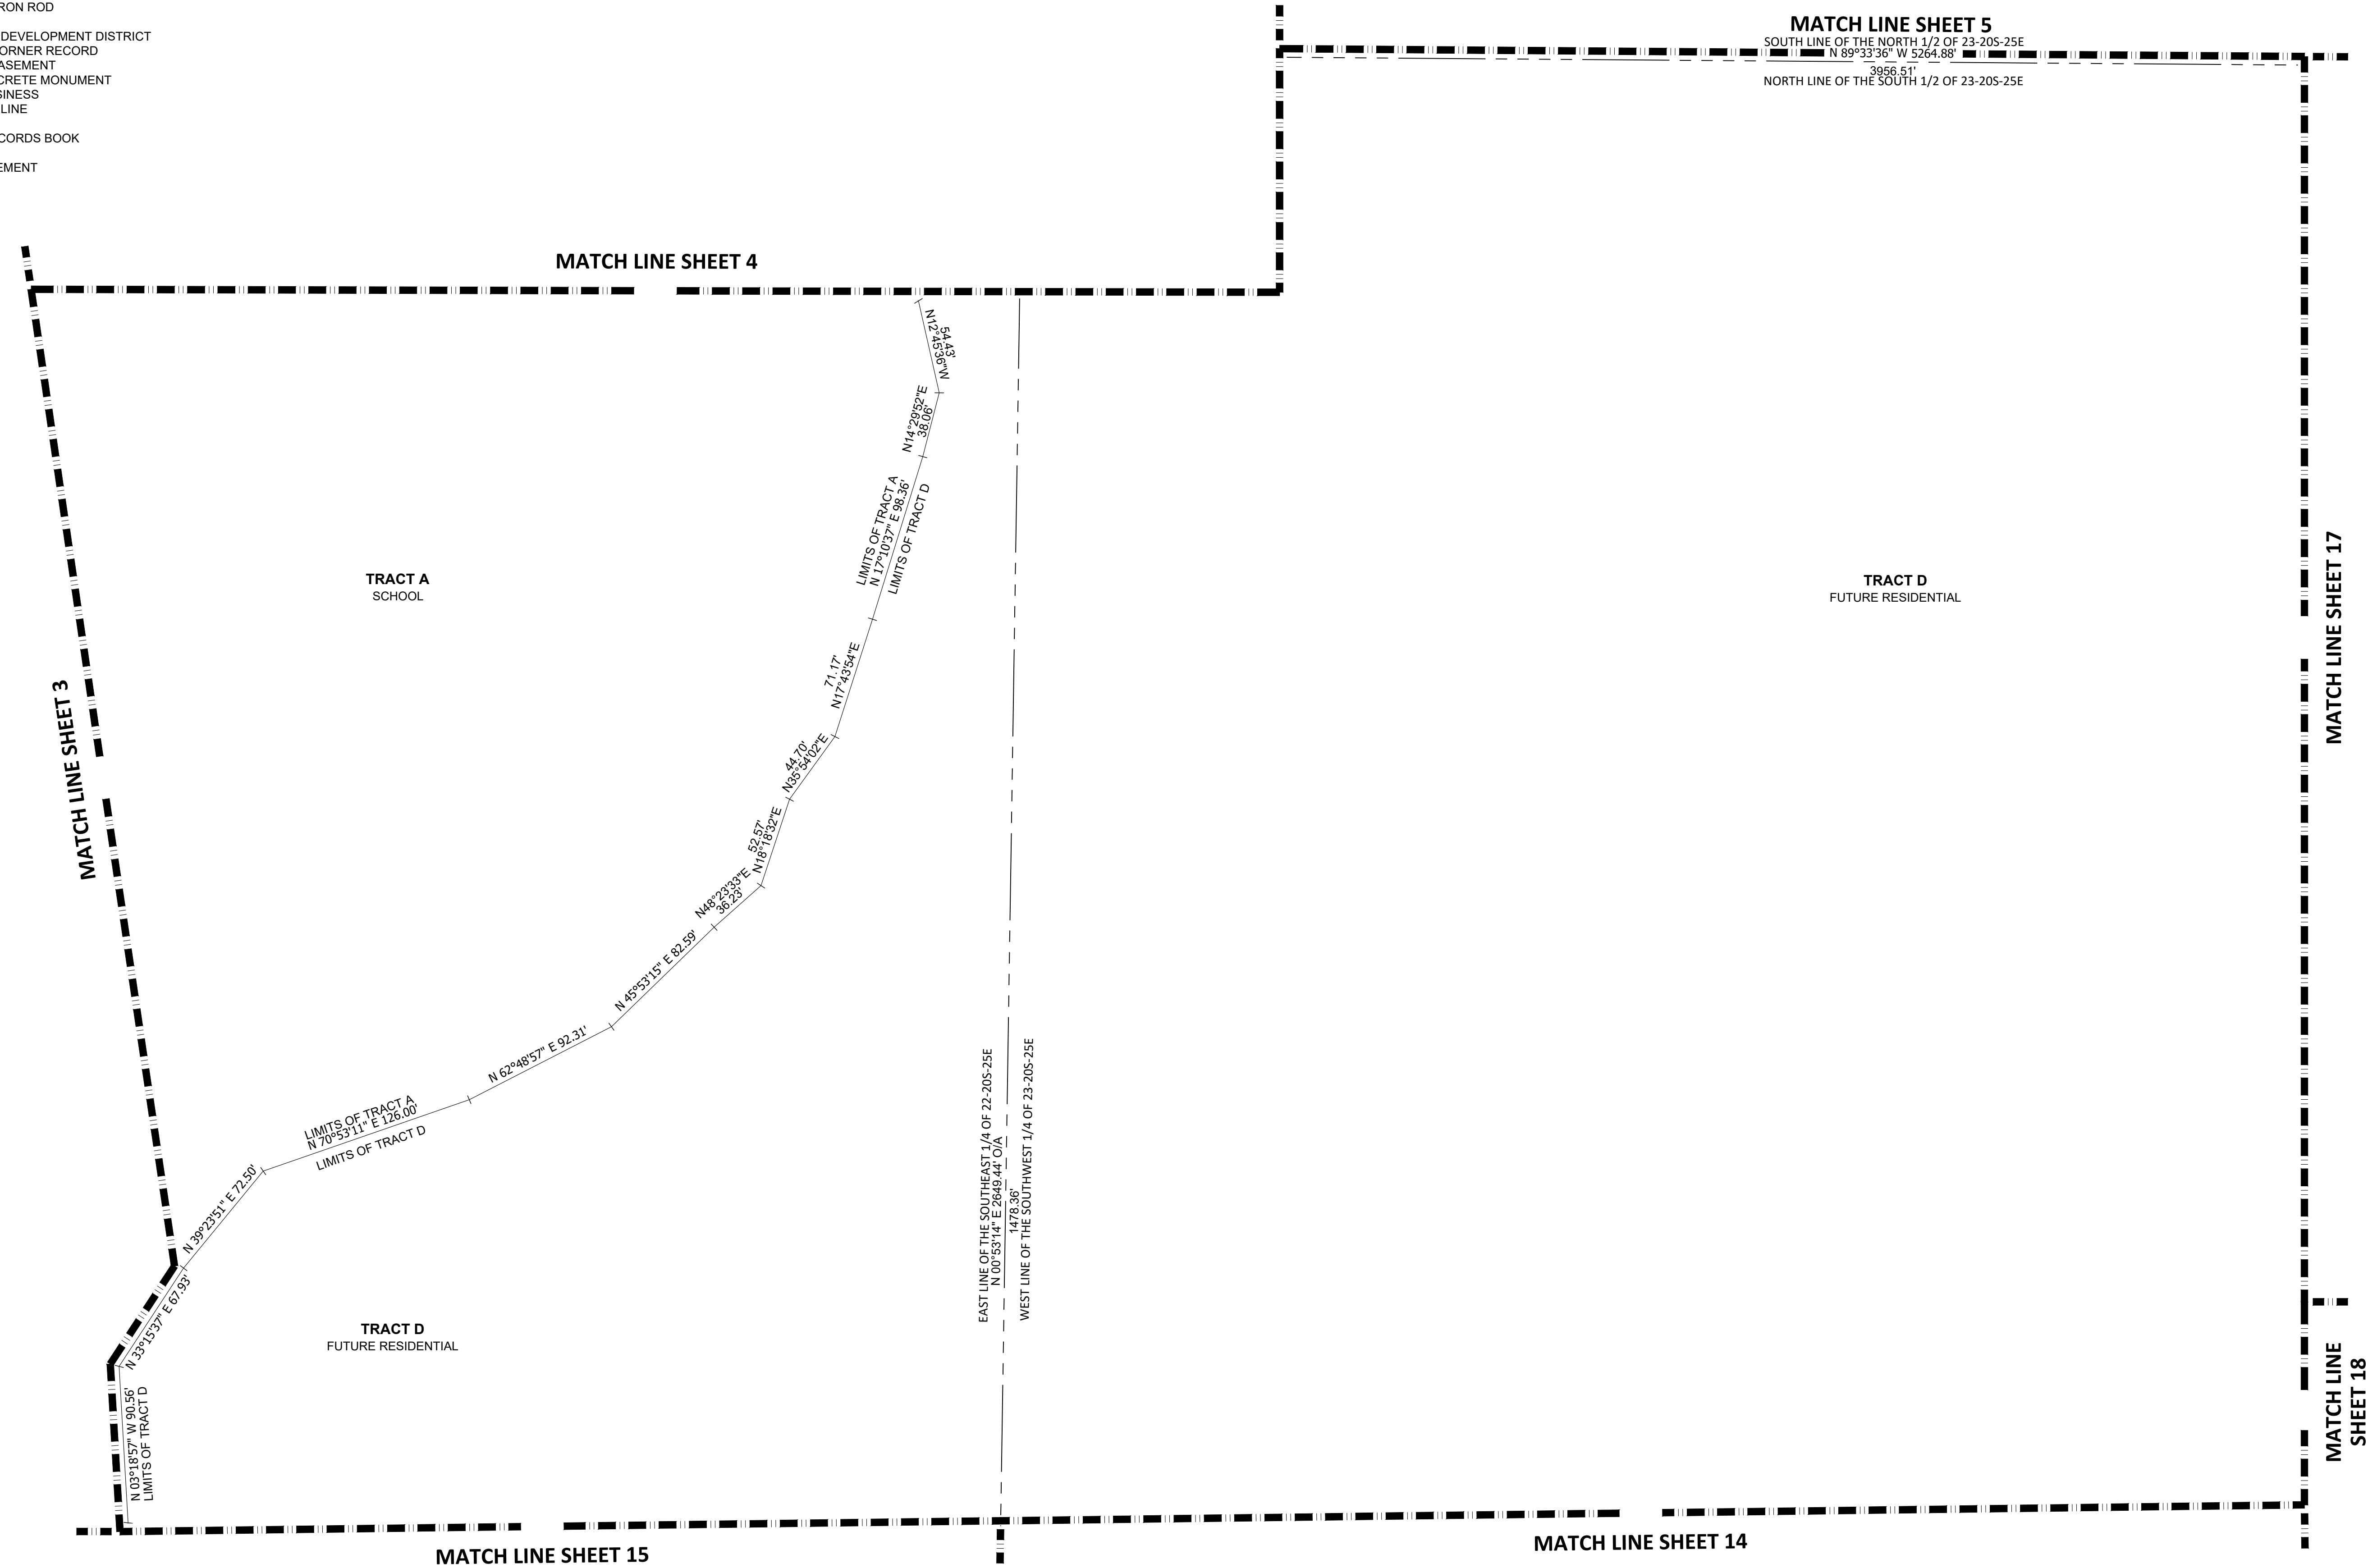 RON ROD
DEVELOPMENT DISTRICT
ORNER RECORD
ASEMENT
CRETE MONUMENT
SINESS
LINE
CORDS BOOK
EMENT
MATCH LINE SHEET 5
SOUTH LINE OF THE NORTH 1/2 OF 23-20S-25E
N 89°33'36" W 5264.88'
3956.51'
NORTH LINE OF THE SOUTH 1/2 OF 23-20S-25E
MATCH LINE SHEET 4
54.43'
N12°45'36"W
N14°29'52"E
38.06'
LIMITS OF TRACT A
N 17°10'37" E 98.36'
LIMITS OF TRACT D
TRACT A
SCHOOL
TRACT D
FUTURE RESIDENTIAL
MATCH LINE SHEET 17
71.17'
N17°43'54"E
MATCH LINE SHEET 3
44.70'
N35°54'02"E
52.57'
N18°18'32"E
N48°23'33"E
36.23'
N 45°53'15" E 82.59'
N 62°48'57" E 92.31'
LIMITS OF TRACT A
N 70°53'11" E 126.00'
LIMITS OF TRACT D
N 39°23'51" E 72.50'
N 33°15'37" E 67.93'
EAST LINE OF THE SOUTHEAST 1/4 OF 22-20S-25E
N 00°53'14" E 2649.44' O/A
1478.36'
WEST LINE OF THE SOUTHWEST 1/4 OF 23-20S-25E
TRACT D
FUTURE RESIDENTIAL
N 03°18'57" W 90.56'
LIMITS OF TRACT D
MATCH LINE
SHEET 18
MATCH LINE SHEET 15
MATCH LINE SHEET 14